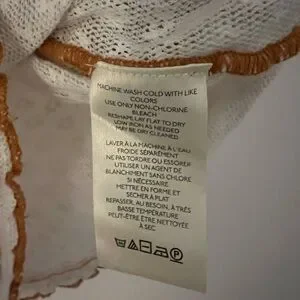 MACHINE WASH COLD WITH LIKE
COLORS
USE ONLY NON-CHLORINE
BLEACH
RESHAPE LAY FLAT TO DRY
LOW IRON AS NEEDED
MAY BE DRY CLEANED
LAVER À LA MACHINE À L'EAU
FROIDE SÉPARÉMENT
NE PAS TORDRE OU ESSORER
UTILISER UN AGENT DE
BLANCHIMENT SANS CHLORE
SI NÉCESSAIRE
METTRE EN FORME ET
SECHER À PLAT
REPASSER, AU BESOIN, À TRÈS
BASSE TEMPÉRATURE
PEUT-ÊTRE ÊTRE NETTOYÉE
À SEC
P